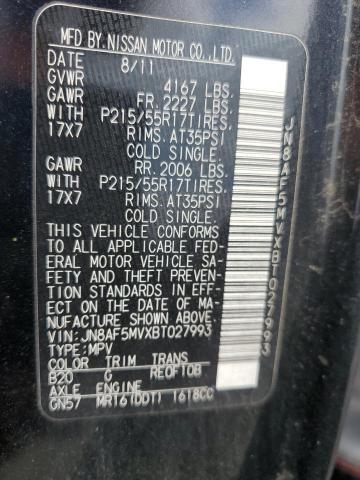 MFD BY NISSAN MOTOR CO., LTD.
DATE 8/11
GVWR 4167 LBS.
GAWR FR. 2227 LBS.
WITH P215/55R17TIRES.
17X7 RIMS. AT35PSI
COLD SINGLE.
GAWR RR. 2006 LBS.
WITH P215/55R17TIRES.
17X7 RIMS. AT35PSI
COLD SINGLE.
THIS VEHICLE CONFORMS
TO ALL APPLICABLE FED-
ERAL MOTOR VEHICLE SA-
FETY AND THEFT PREVENTION
STANDARDS IN EFF-
ECT ON THE DATE OF MA-
NUFACTURE SHOWN ABOVE.
VIN: JN8AF5MVXBT027993
TYPE: MPV
COLOR TRIM TRANS
B20 G RE0F10B
AXLE ENGINE
GN57 MR16(DDT) 1618CC
JN8AF5MVXBT027993